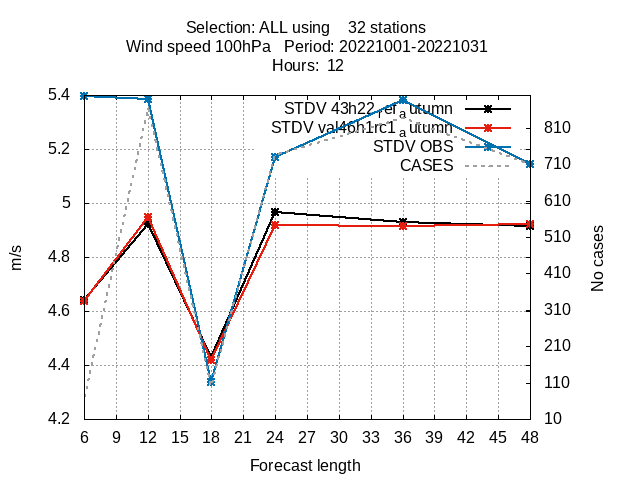 Selection: ALL using 32 stations
Wind speed 100hPa Period: 20221001-20221031
Hours: 12
STDV 43h22_ref_autumn
STDV val46h1rc1_autumn
STDV OBS
CASES
5.4
5.2
5
4.8
4.6
4.4
4.2
m/s
810
710
610
510
410
310
210
110
10
No cases
6 9 12 15 18 21 24 27 30 33 36 39 42 45 48
Forecast length